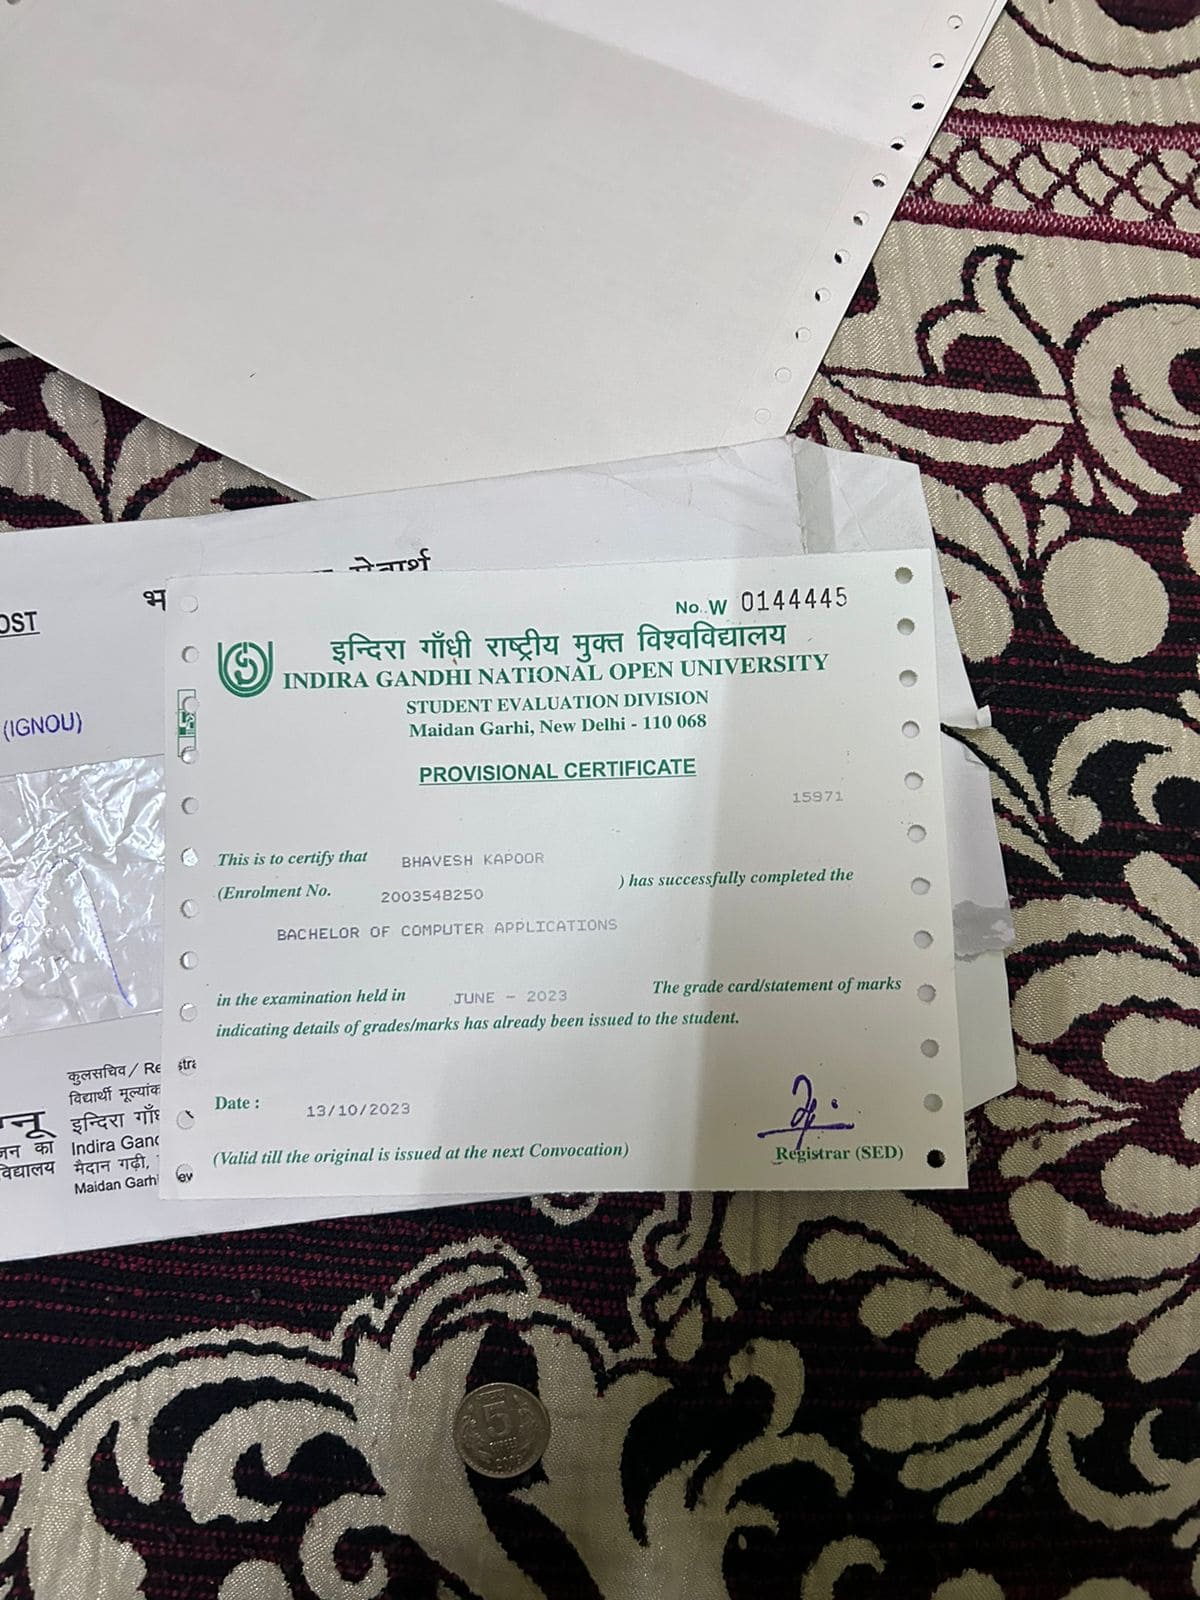 सेवार्थ
भ
OST
(IGNOU)
No. W 0144445
इन्दिरा गाँधी राष्ट्रीय मुक्त विश्वविद्यालय
INDIRA GANDHI NATIONAL OPEN UNIVERSITY
STUDENT EVALUATION DIVISION
Maidan Garhi, New Delhi - 110 068
PROVISIONAL CERTIFICATE
15971
This is to certify that BHAVESH KAPOOR
(Enrolment No. 2003548250 ) has successfully completed the
BACHELOR OF COMPUTER APPLICATIONS
in the examination held in JUNE - 2023 The grade card/statement of marks
indicating details of grades/marks has already been issued to the student.
Date : 13/10/2023
(Valid till the original is issued at the next Convocation) Registrar (SED)
कुलसचिव / Re
विद्यार्थी मूल्यांक
इन्दिरा गाँध
Indira Gand
मैदान गढ़ी,
Maidan Garh
नू
जन का
विद्यालय
stra
ev
5